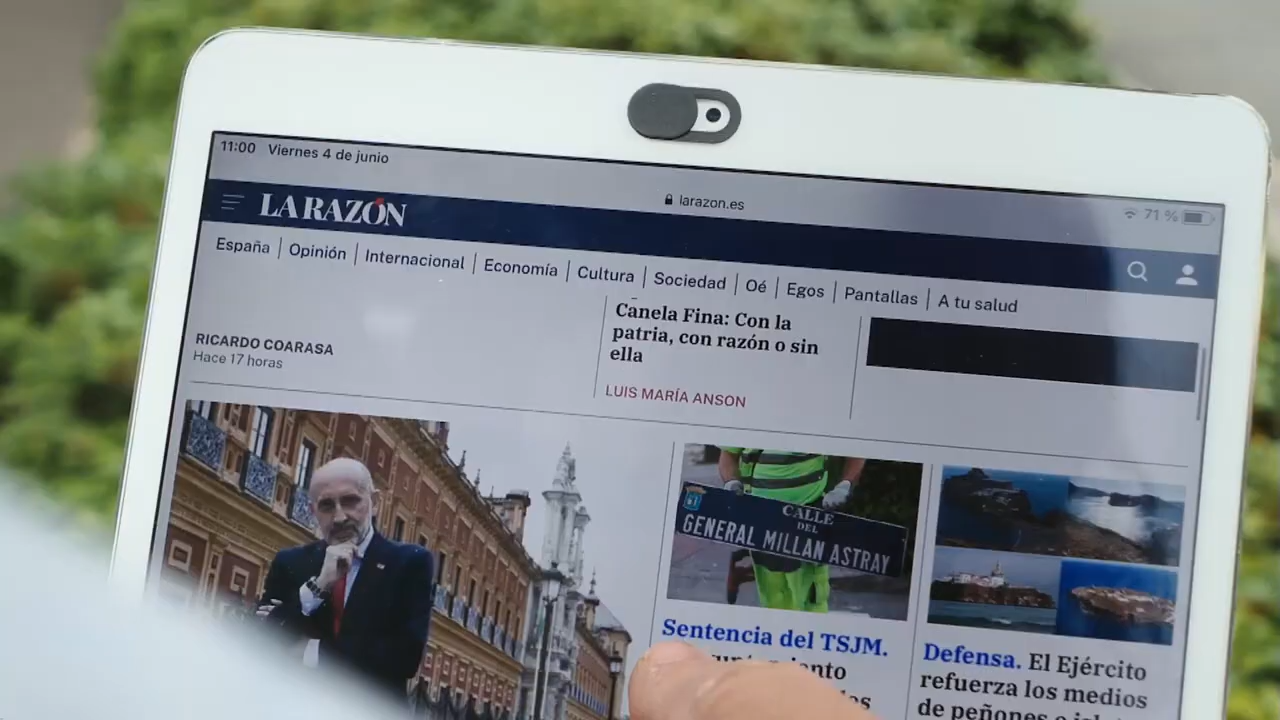 11:00 Viernes 4 de junio
larazon.es
71 %
LA RAZÓN
España | Opinión | Internacional | Economía | Cultura | Sociedad | Oé | Egos | Pantallas | A tu salud
RICARDO COARASA
Hace 17 horas
Canela Fina: Con la
patria, con razón o sin
ella
LUIS MARÍA ANSON
CALLE
DEL
GENERAL MILLAN ASTRAY
Sentencia del TSJM.
Defensa. El Ejército
refuerza los medios
de peñones